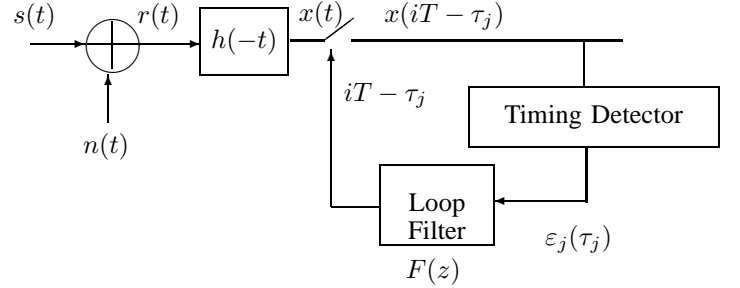 s(t)
r(t)
h(−t)
x(t)
x(iT − τ_j)
n(t)
iT − τ_j
Timing Detector
Loop
Filter
F(z)
ε_j(τ_j)